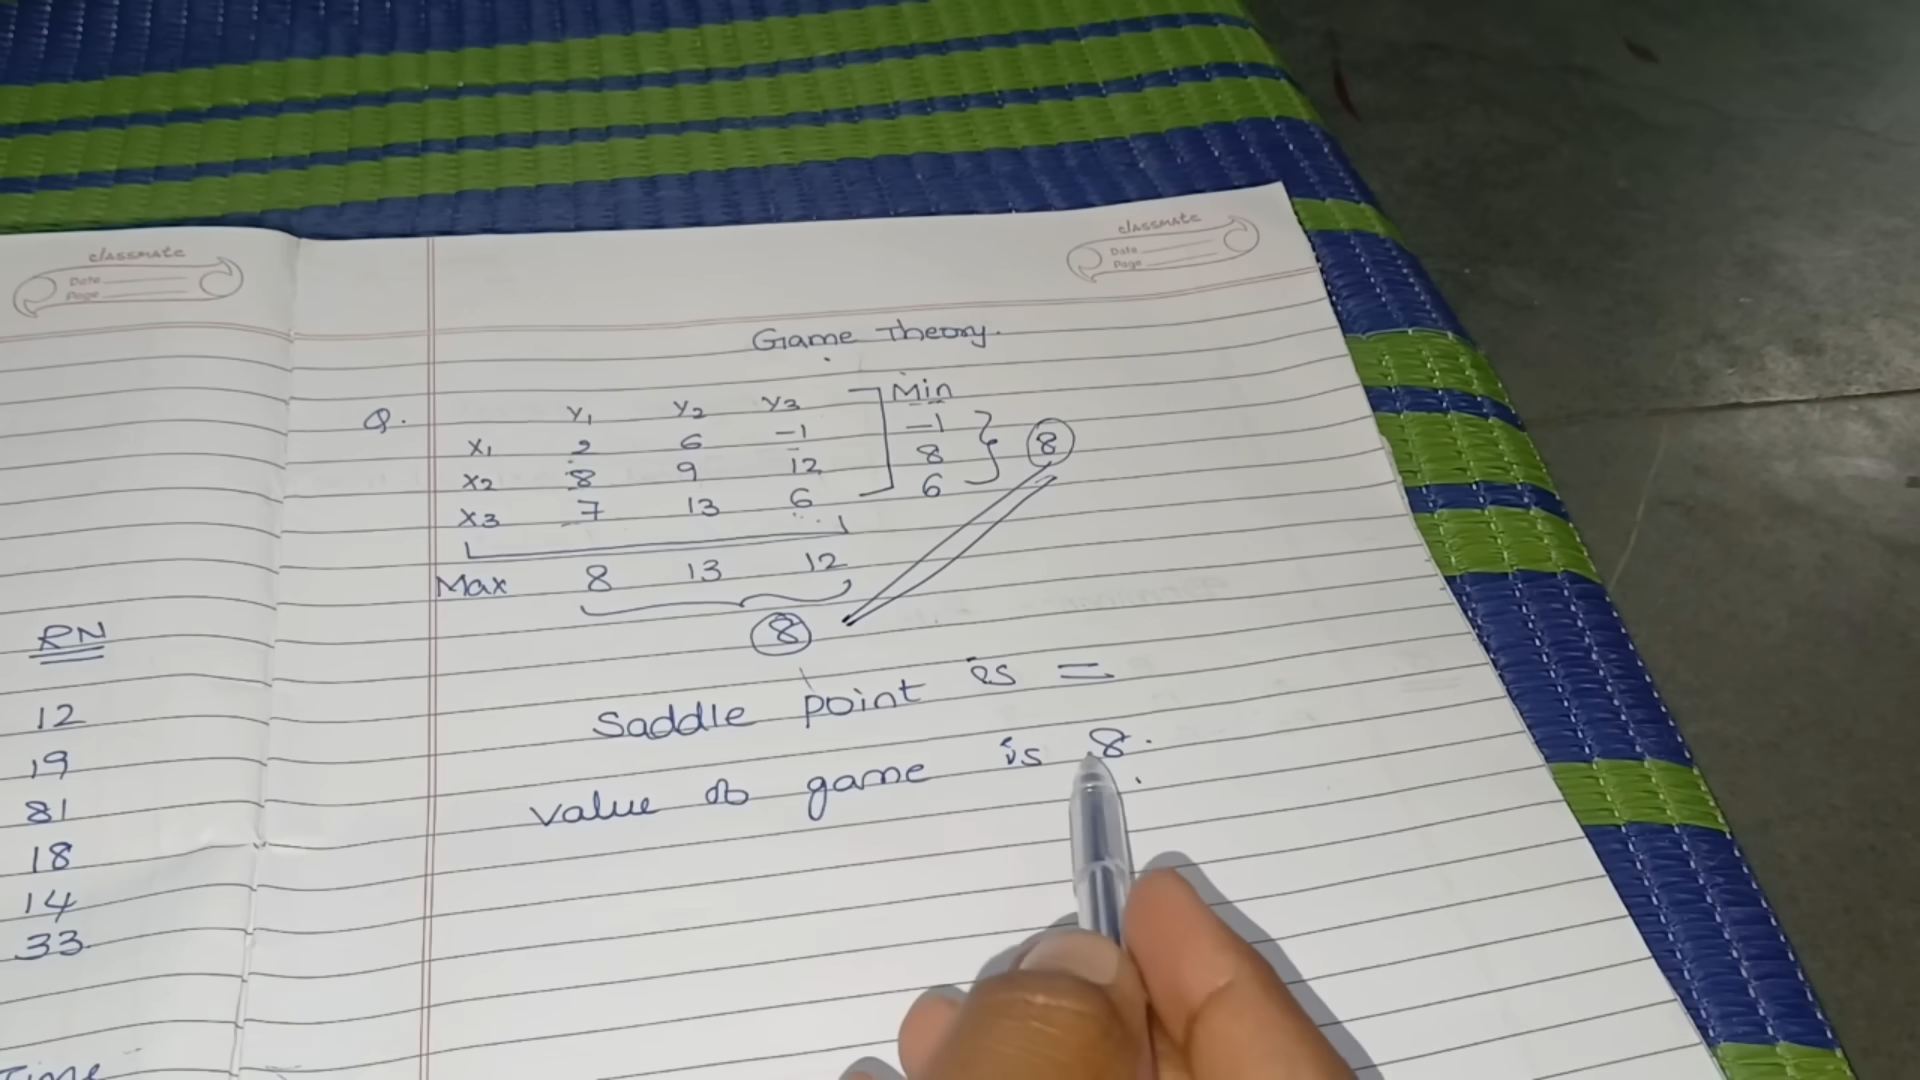 classmate
Date
Page
classmate
Date
Page
Game Theory.
Q.
Y1 Y2 Y3 Min
X1 2 6 -1 -1
X2 8 9 12 8 8
X3 7 13 6 6
Max 8 13 12
8
Saddle point is =
value of game is 8.
RN
12
19
81
18
14
33
Time